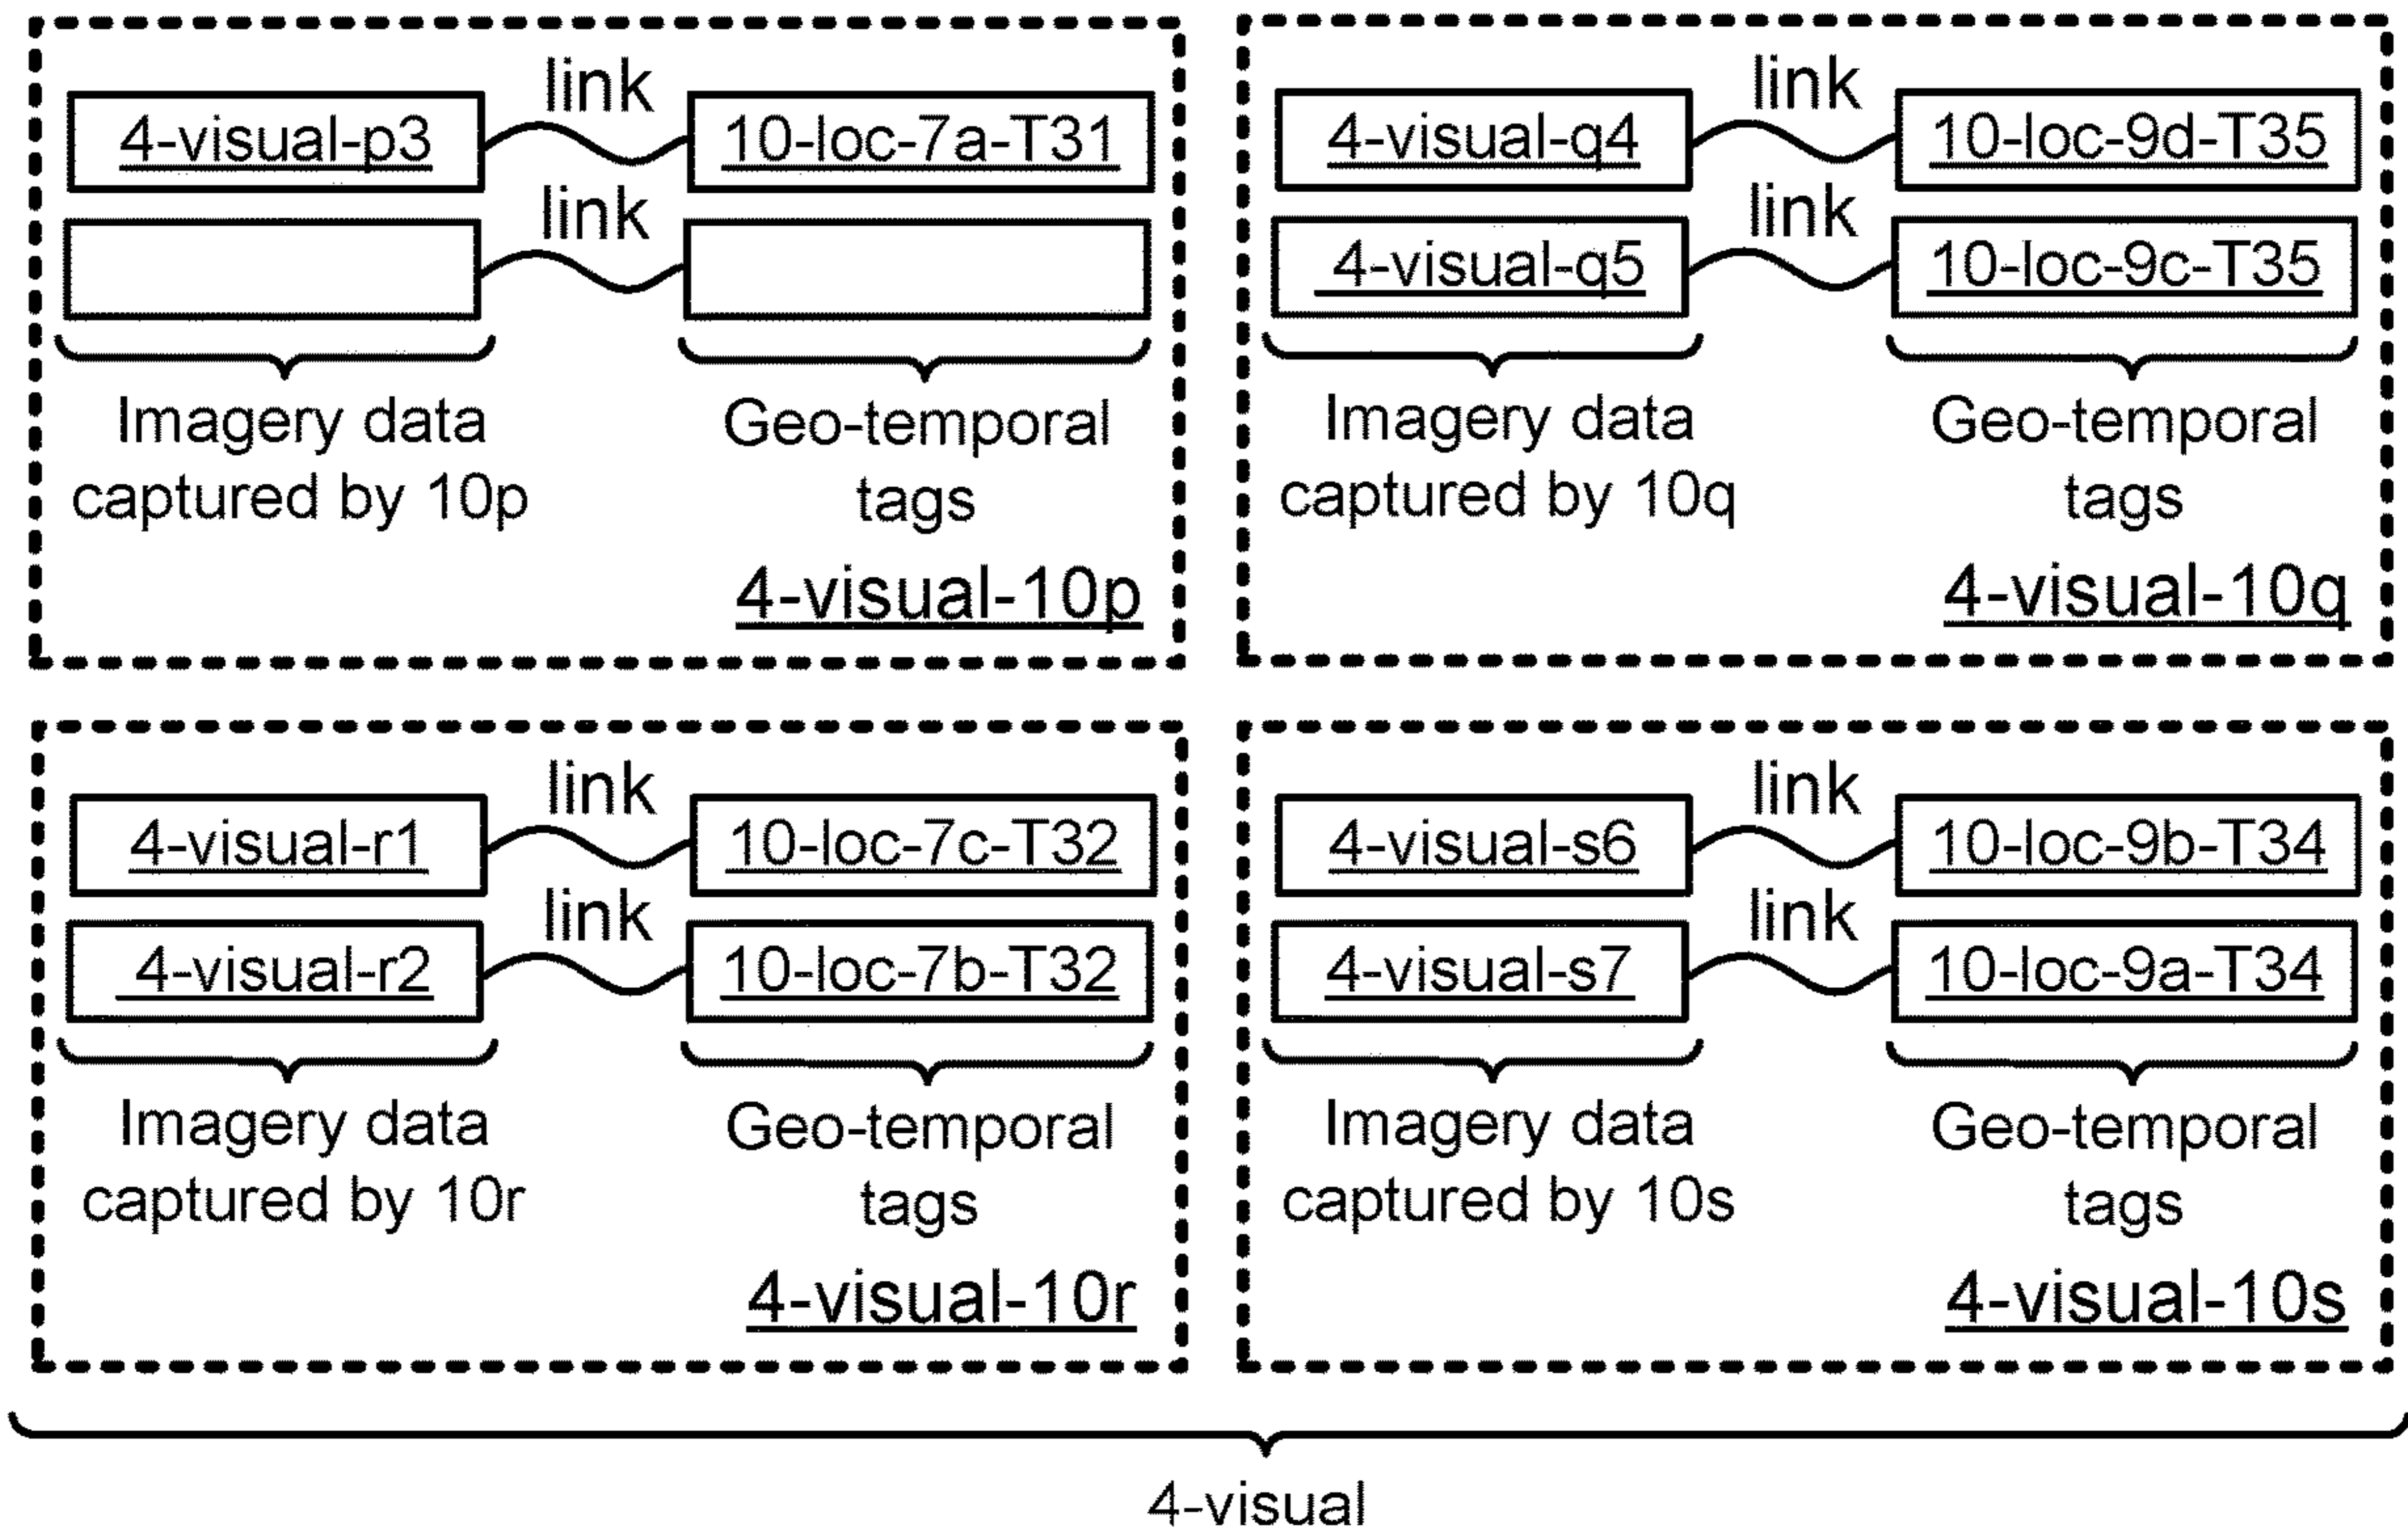 link
4-visual-p3 10-loc-7a-T31
link
Imagery data
captured by 10p
Geo-temporal
tags
4-visual-10p
link
4-visual-q4 10-loc-9d-T35
link
4-visual-q5 10-loc-9c-T35
Imagery data
captured by 10q
Geo-temporal
tags
4-visual-10q
link
4-visual-r1 10-loc-7c-T32
link
4-visual-r2 10-loc-7b-T32
Imagery data
captured by 10r
Geo-temporal
tags
4-visual-10r
link
4-visual-s6 10-loc-9b-T34
link
4-visual-s7 10-loc-9a-T34
Imagery data
captured by 10s
Geo-temporal
tags
4-visual-10s
4-visual